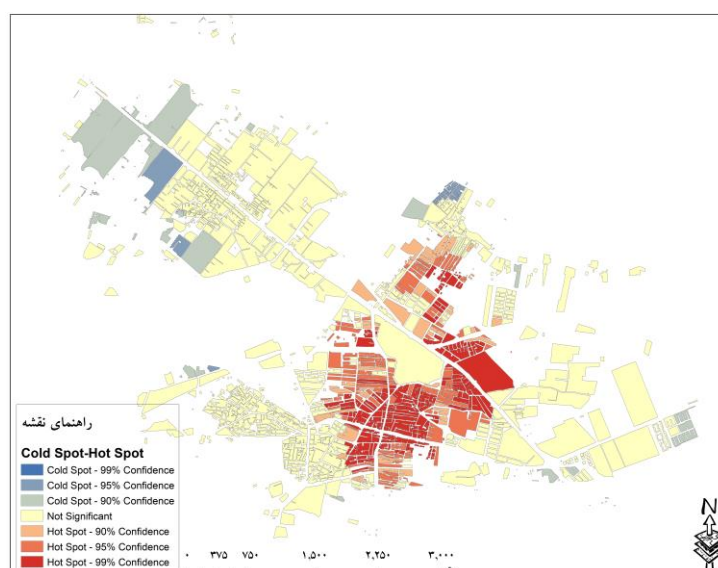 راهنمای نقشه
Cold Spot-Hot Spot
Cold Spot - 99% Confidence
Cold Spot - 95% Confidence
Cold Spot - 90% Confidence
Not Significant
Hot Spot - 90% Confidence
Hot Spot - 95% Confidence
Hot Spot - 99% Confidence
۰ ۳۷۵ ۷۵۰ ۱,۵۰۰ ۲,۲۵۰ ۳,۰۰۰
N